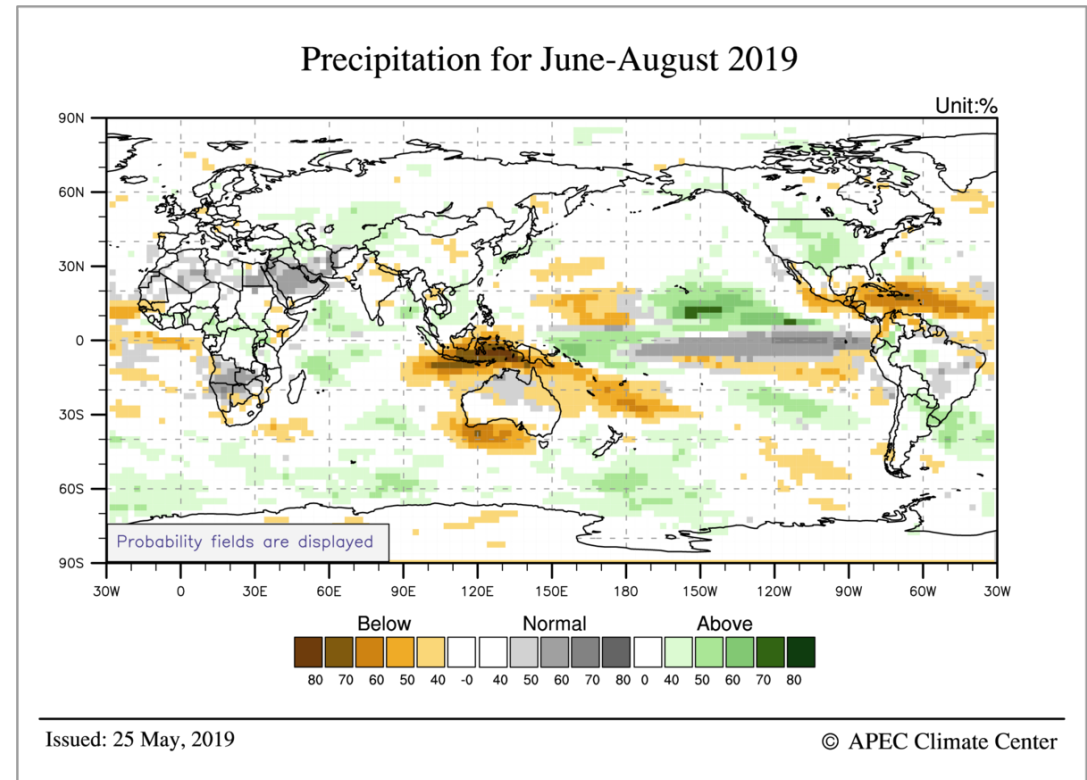 Precipitation for June-August 2019
Unit:%
90N
60N
30N
0
30S
60S
90S
Probability fields are displayed
30W 0 30E 60E 90E 120E 150E 180 150W 120W 90W 60W 30W
Below Normal Above
80 70 60 50 40 -0 40 50 60 70 80 0 40 50 60 70 80
Issued: 25 May, 2019
© APEC Climate Center